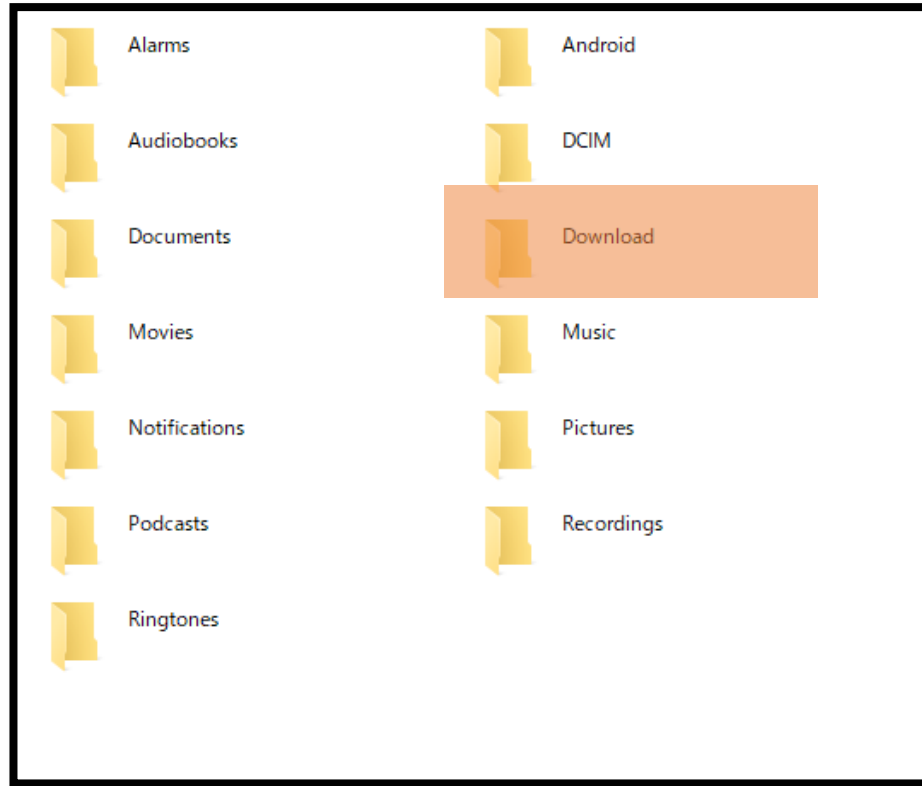 Alarms
Android
Audiobooks
DCIM
Documents
Download
Movies
Music
Notifications
Pictures
Podcasts
Recordings
Ringtones